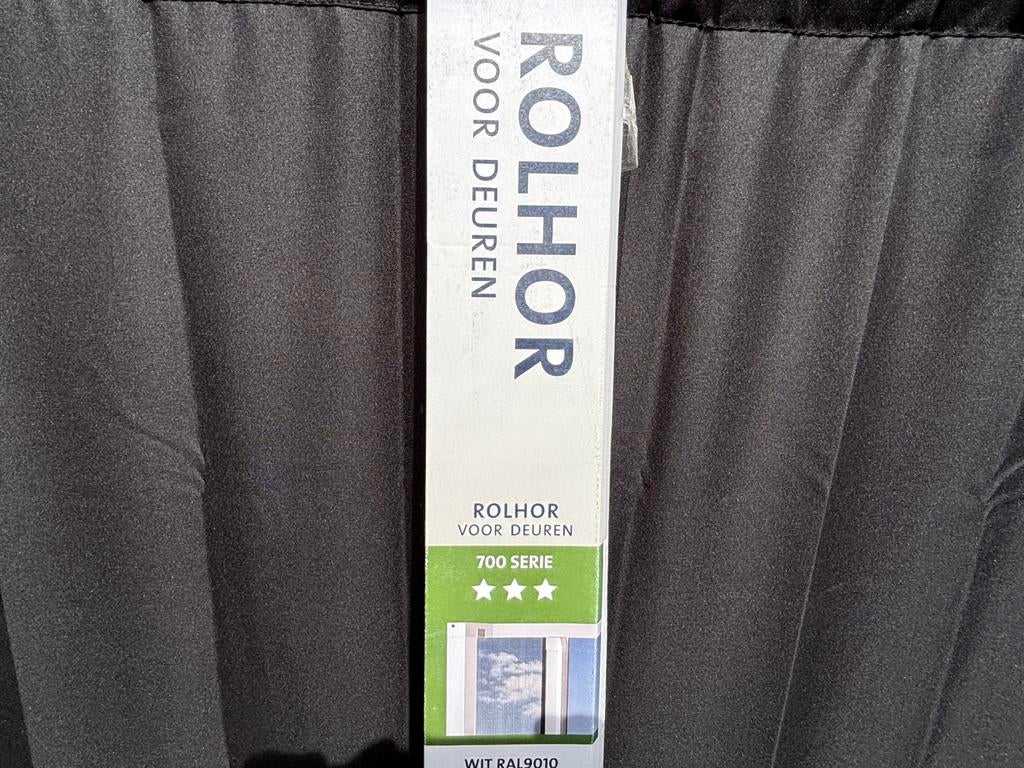 ROLHOR
VOOR DEUREN
ROLHOR
VOOR DEUREN
700 SERIE
WIT RAL9010